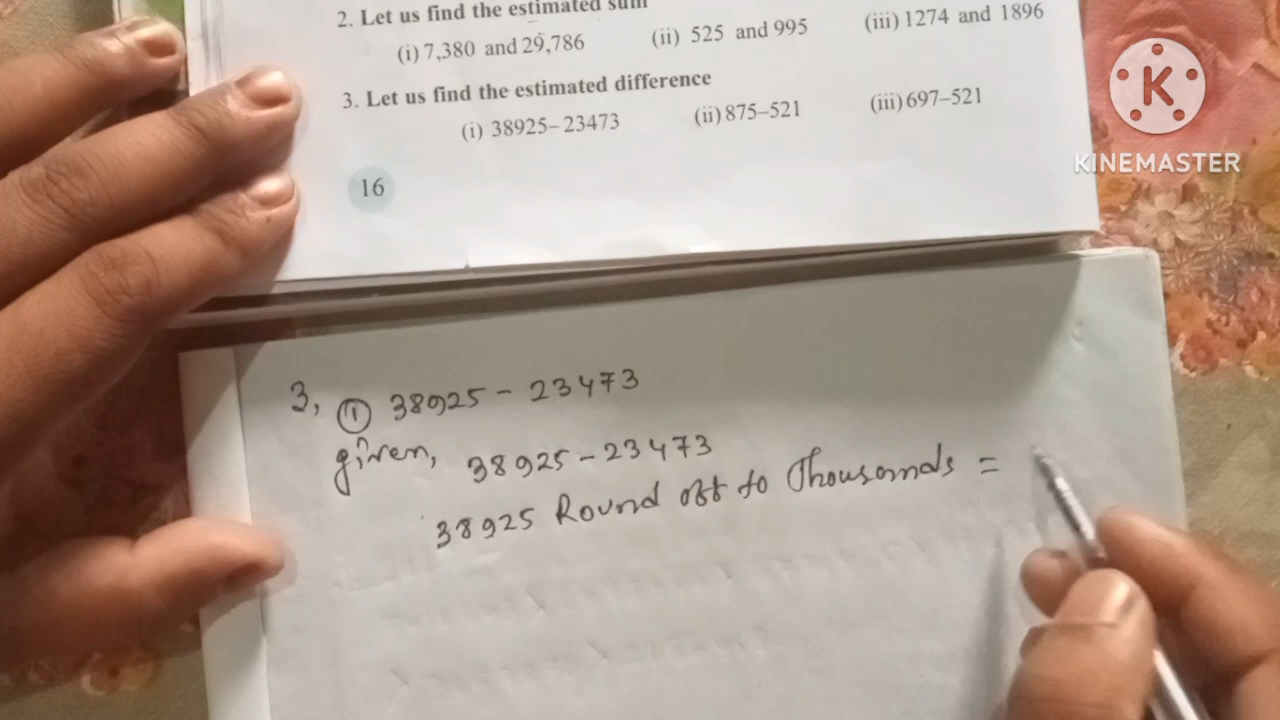 2. Let us find the estimated sum
(i) 7,380 and 29,786 (ii) 525 and 995 (iii) 1274 and 1896
3. Let us find the estimated difference
(i) 38925–23473 (ii) 875–521 (iii) 697–521
16
K
KINEMASTER
3, (1) 38925 - 23473
given, 38925 - 23473
38925 Round off to Thousands =